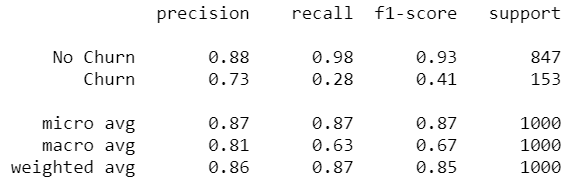 precision recall f1-score support
No Churn 0.88 0.98 0.93 847
Churn 0.73 0.28 0.41 153
micro avg 0.87 0.87 0.87 1000
macro avg 0.81 0.63 0.67 1000
weighted avg 0.86 0.87 0.85 1000